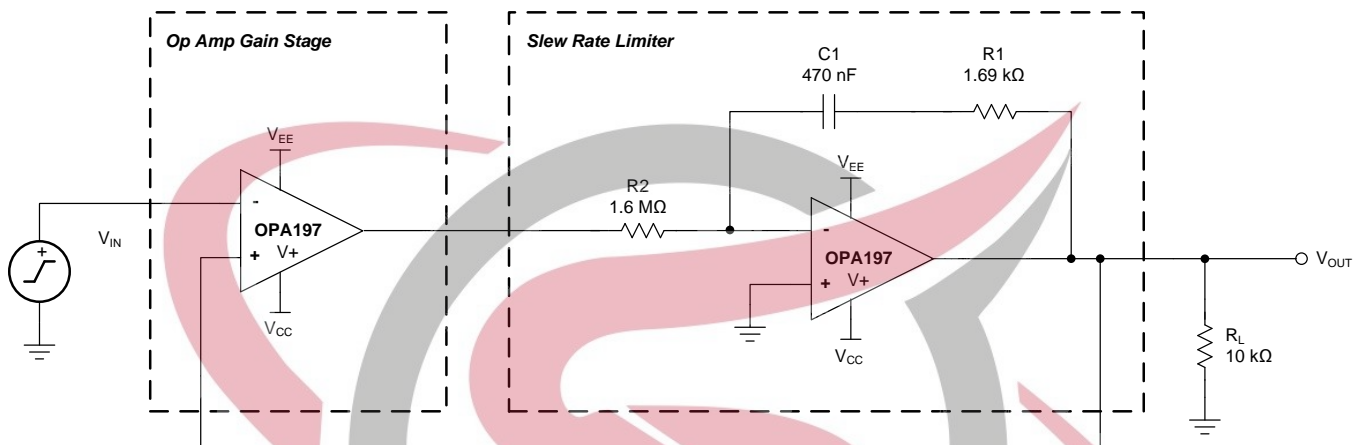 Op Amp Gain Stage
Slew Rate Limiter
C1
470 nF
R1
1.69 kΩ
VEE
-
OPA197
+
V+
VCC
VIN
+
R2
1.6 MΩ
VEE
-
OPA197
+
V+
VCC
VOUT
RL
10 kΩ